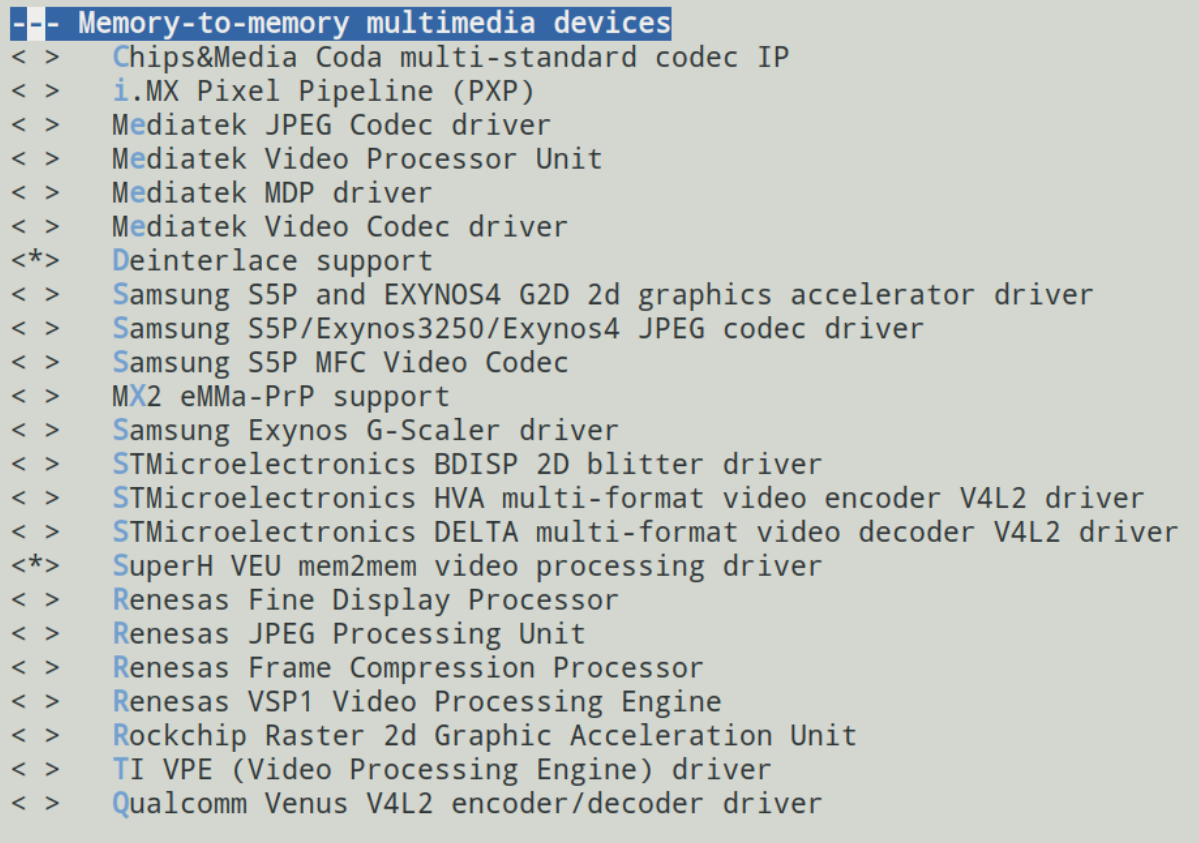 --- Memory-to-memory multimedia devices
< > Chips&Media Coda multi-standard codec IP
< > i.MX Pixel Pipeline (PXP)
< > Mediatek JPEG Codec driver
< > Mediatek Video Processor Unit
< > Mediatek MDP driver
< > Mediatek Video Codec driver
<*> Deinterlace support
< > Samsung S5P and EXYNOS4 G2D 2d graphics accelerator driver
< > Samsung S5P/Exynos3250/Exynos4 JPEG codec driver
< > Samsung S5P MFC Video Codec
< > MX2 eMMa-PrP support
< > Samsung Exynos G-Scaler driver
< > STMicroelectronics BDISP 2D blitter driver
< > STMicroelectronics HVA multi-format video encoder V4L2 driver
< > STMicroelectronics DELTA multi-format video decoder V4L2 driver
<*> SuperH VEU mem2mem video processing driver
< > Renesas Fine Display Processor
< > Renesas JPEG Processing Unit
< > Renesas Frame Compression Processor
< > Renesas VSP1 Video Processing Engine
< > Rockchip Raster 2d Graphic Acceleration Unit
< > TI VPE (Video Processing Engine) driver
< > Qualcomm Venus V4L2 encoder/decoder driver